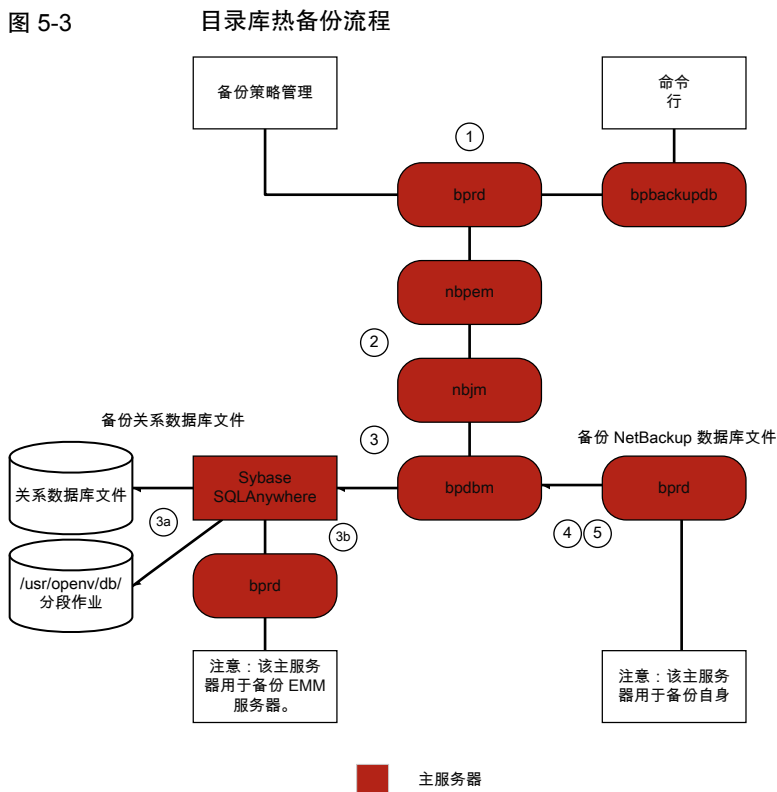 图 5-3 目录库热备份流程
备份策略管理
命令
行
1
bprd
bpbackupdb
nbpem
2
nbjm
备份关系数据库文件
3
备份 NetBackup 数据库文件
关系数据库文件
Sybase
SQLAnywhere
bpdbm
bprd
3a
3b
4
5
/usr/openv/db/
分段作业
bprd
注意：该主服务
器用于备份 EMM
服务器。
注意：该主服务
器用于备份自身
主服务器